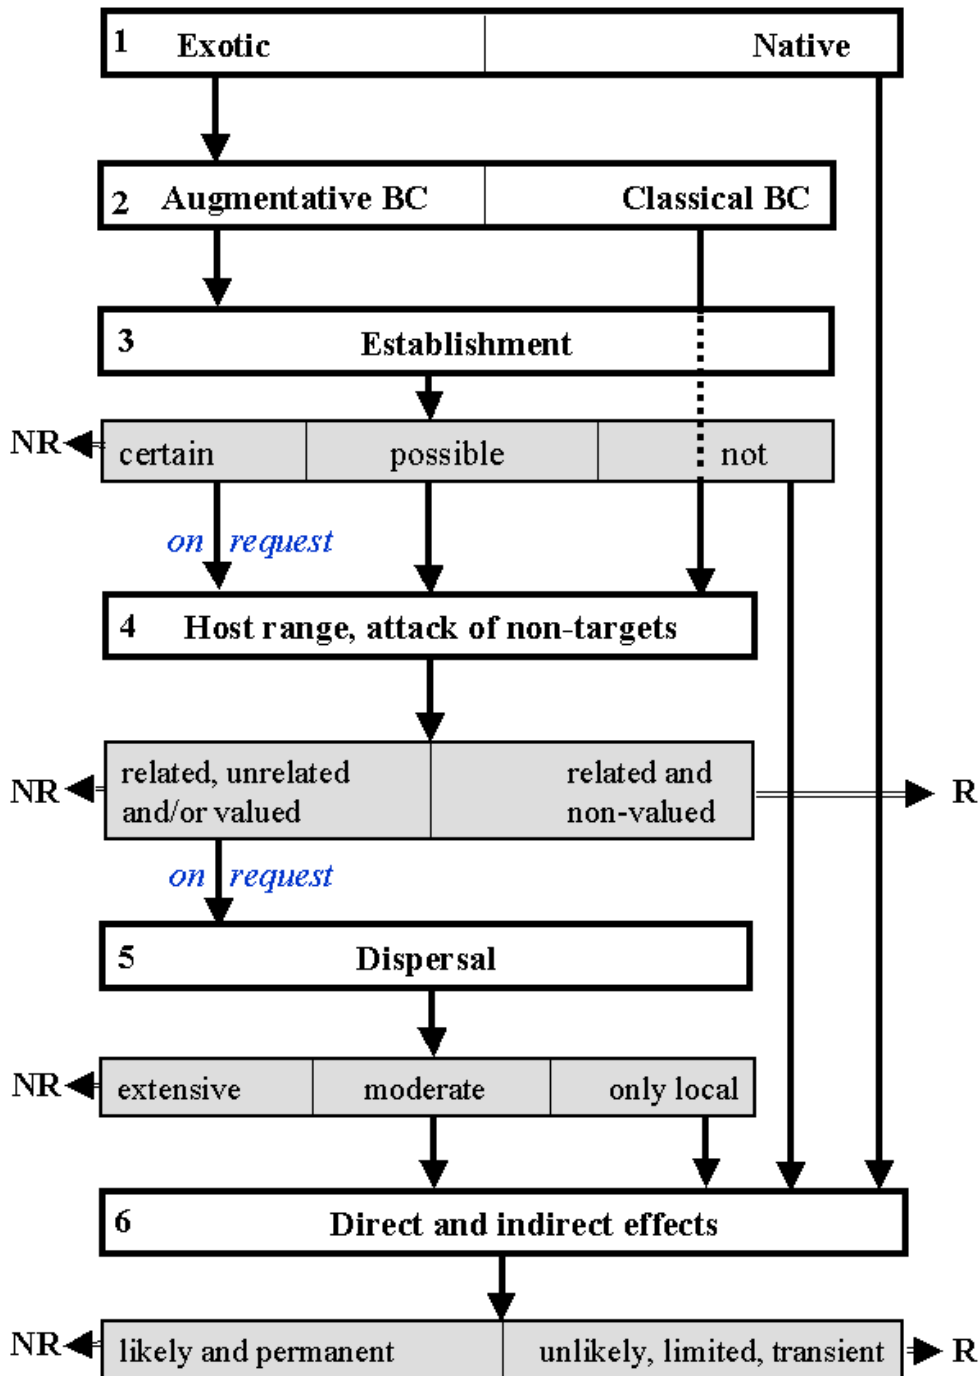 1 Exotic Native
2 Augmentative BC Classical BC
3 Establishment
NR certain possible not
on request
4 Host range, attack of non-targets
NR related, unrelated related and R
and/or valued non-valued
on request
5 Dispersal
NR extensive moderate only local
6 Direct and indirect effects
NR likely and permanent unlikely, limited, transient R